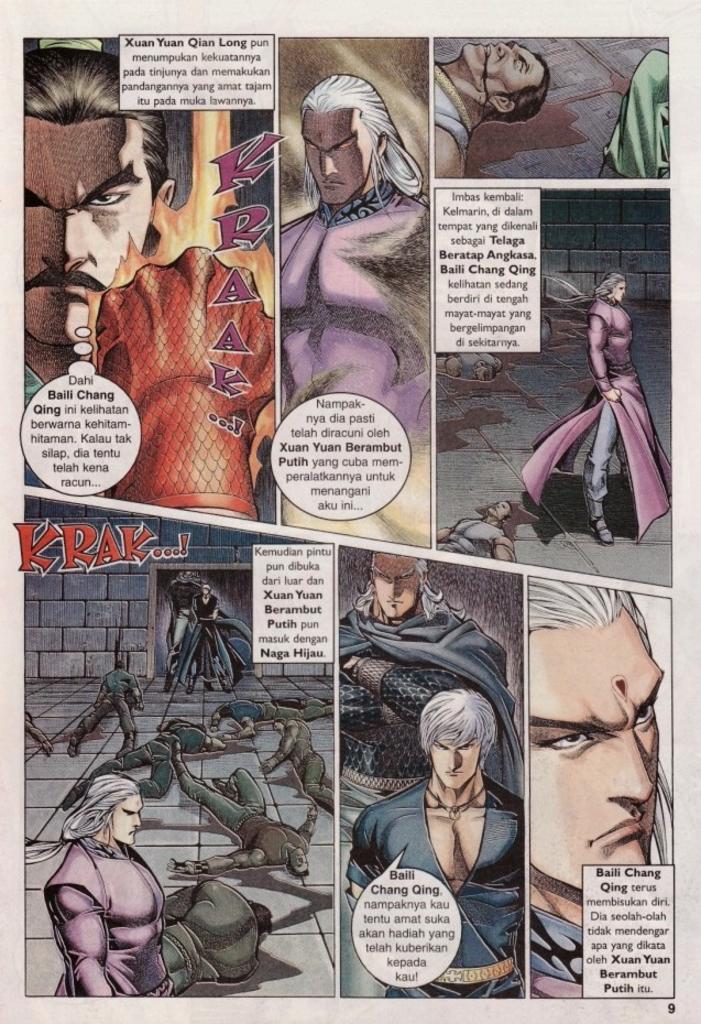 Xuan Yuan Qian Long pun
menumpukan kekuatannya
pada tinjunya dan memakukan
pandangannya yang amat tajam
itu pada muka lawannya.
KRAAAK...!
Dahi
Baili Chang
Qing ini kelihatan
berwarna kehitam-
hitaman. Kalau tak
silap, dia tentu
telah kena
racun...
Nampak-
nya dia pasti
telah diracuni oleh
Xuan Yuan Berambut
Putih yang cuba mem-
peralatkannya untuk
menangani
aku ini...
Imbas kembali:
Kelmarin, di dalam
tempat yang dikenali
sebagai Telaga
Beratap Angkasa,
Baili Chang Qing
kelihatan sedang
berdiri di tengah
mayat-mayat yang
bergelimpangan
di sekitarnya.
KRAK...!
Kemudian pintu
pun dibuka
dari luar dan
Xuan Yuan
Berambut
Putih pun
masuk dengan
Naga Hijau.
Baili
Chang Qing,
nampaknya kau
tentu amat suka
akan hadiah yang
telah kuberikan
kepada
kau!
Baili Chang
Qing terus
membisukan diri.
Dia seolah-olah
tidak mendengar
apa yang dikata
oleh Xuan Yuan
Berambut
Putih itu.
9